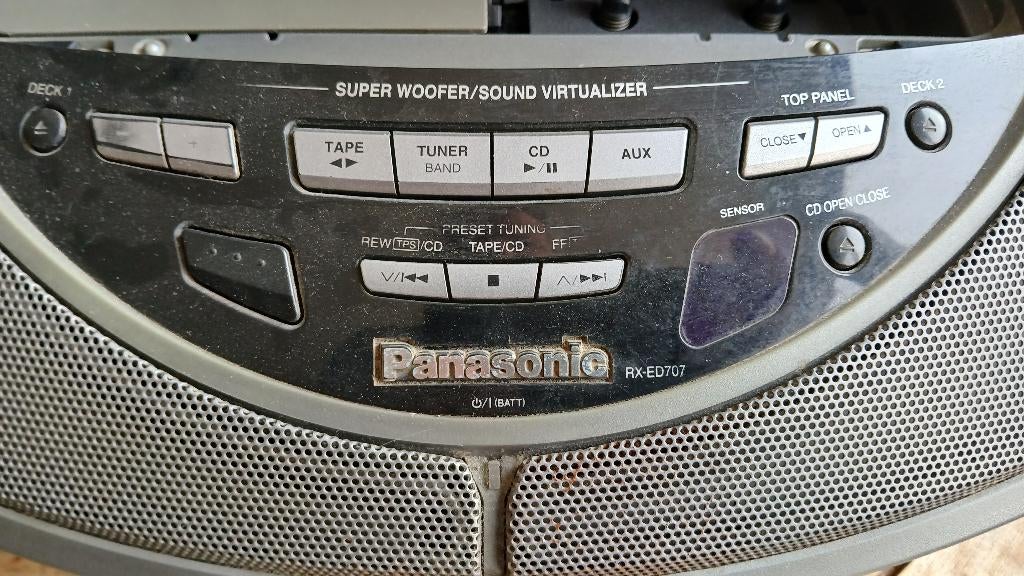 SUPER WOOFER/SOUND VIRTUALIZER
DECK 1
TOP PANEL
DECK 2
TAPE
TUNER
BAND
CD
AUX
CLOSE▼
OPEN▲
+
PRESET TUNING
REW TPS/CD
TAPE/CD
FF
∨/I◀◀
■
∧/▶▶I
SENSOR
CD OPEN CLOSE
Panasonic
RX-ED707
⏻/I (BATT)